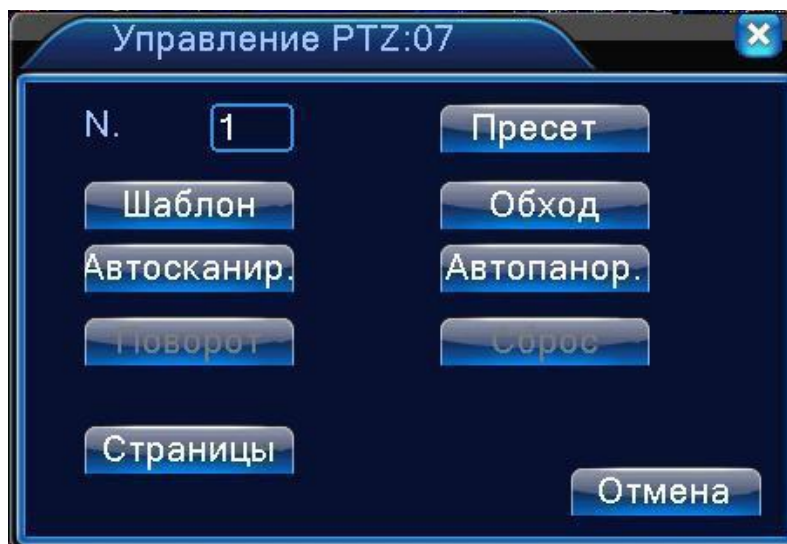 Управление PTZ:07
N. 1 Пресет
Шаблон Обход
Автосканир. Автопанор.
Поворот Сброс
Страницы
Отмена